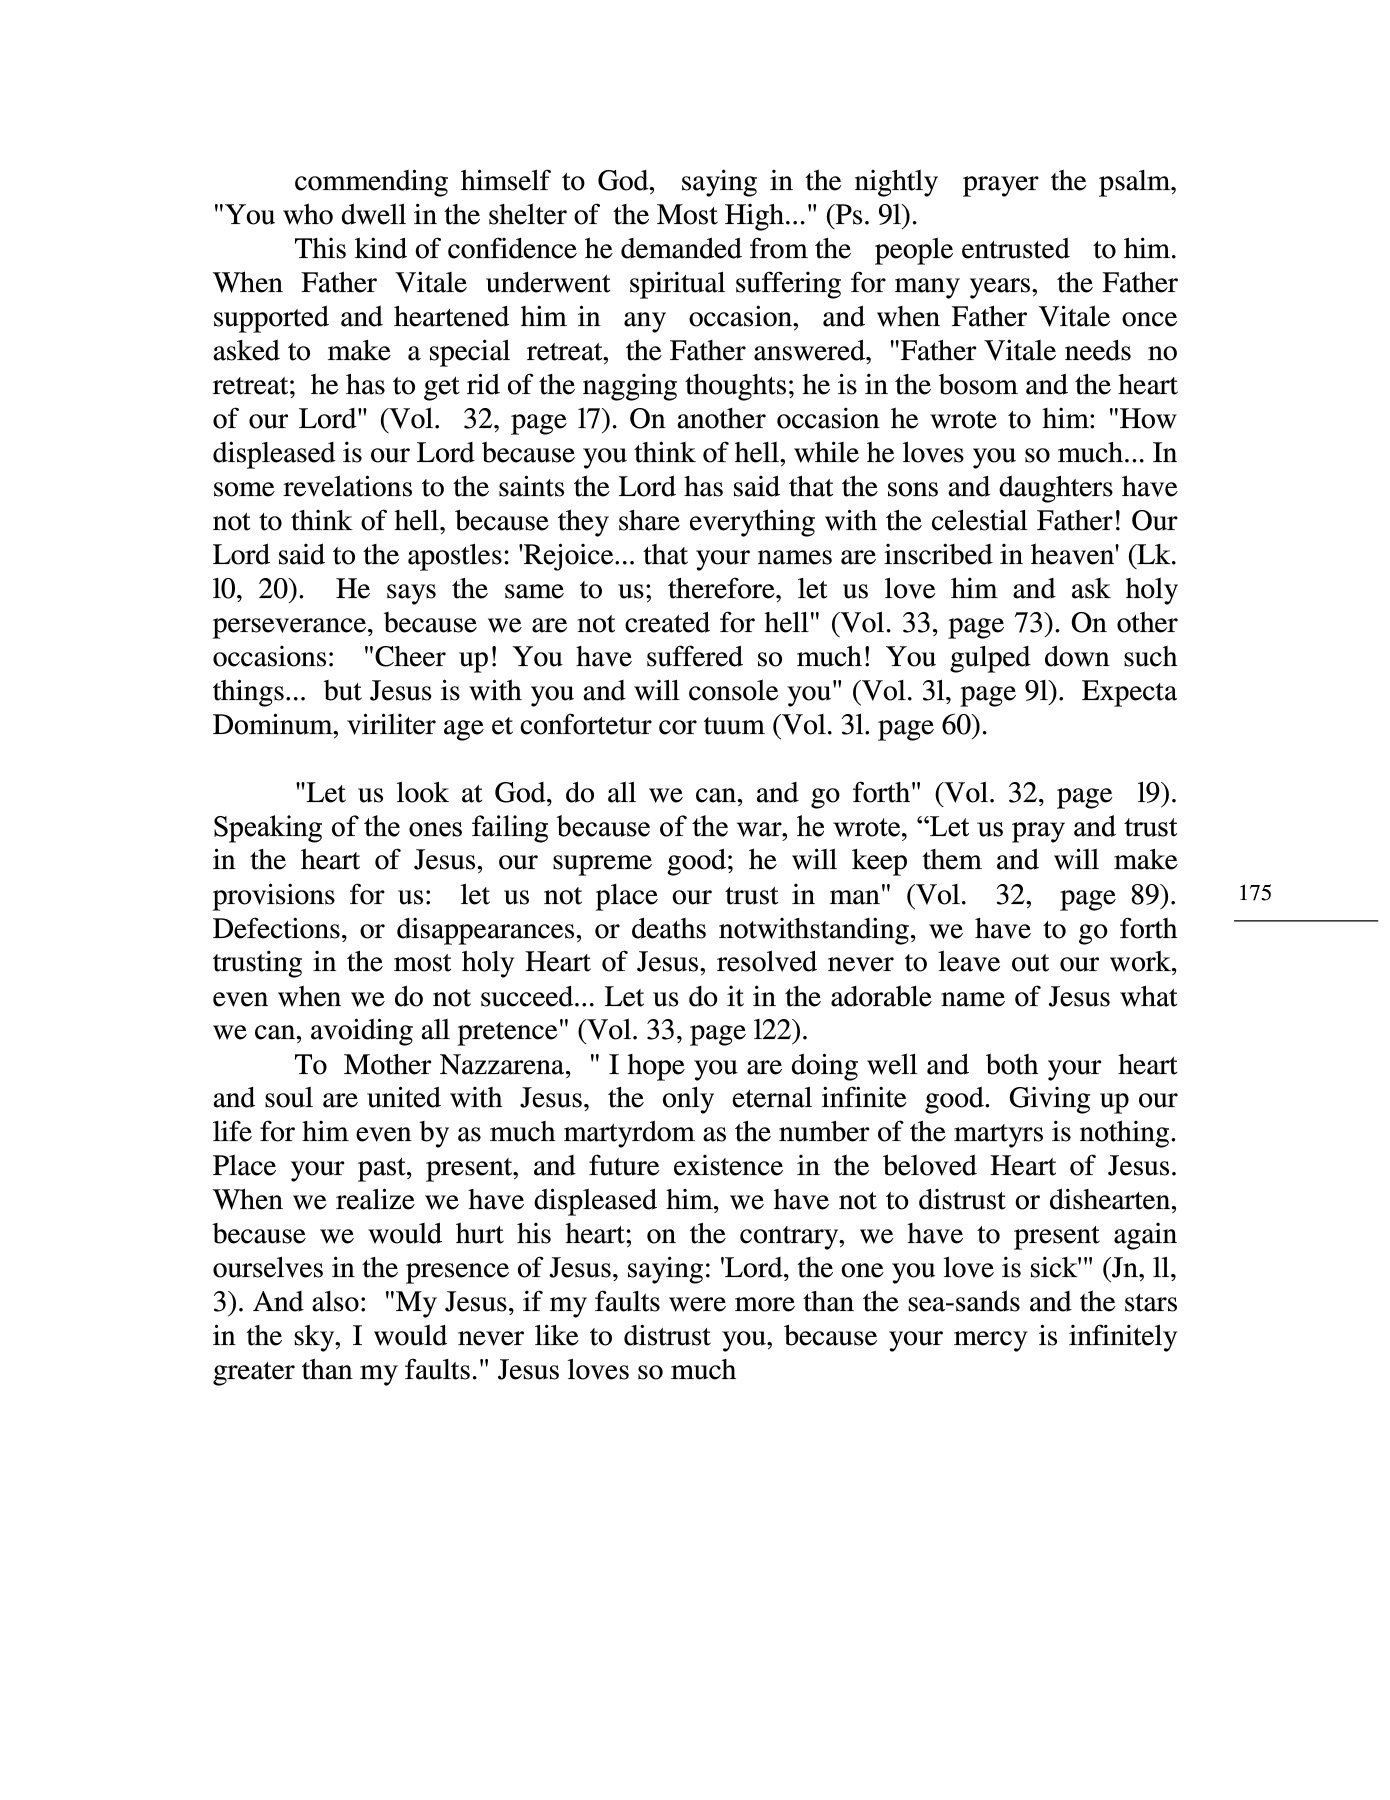 commending himself to God, saying in the nightly prayer the psalm,
"You who dwell in the shelter of the Most High..." (Ps. 9l).
This kind of confidence he demanded from the people entrusted to him.
When Father Vitale underwent spiritual suffering for many years, the Father
supported and heartened him in any occasion, and when Father Vitale once
asked to make a special retreat, the Father answered, "Father Vitale needs no
retreat; he has to get rid of the nagging thoughts; he is in the bosom and the heart
of our Lord" (Vol. 32, page l7). On another occasion he wrote to him: "How
displeased is our Lord because you think of hell, while he loves you so much... In
some revelations to the saints the Lord has said that the sons and daughters have
not to think of hell, because they share everything with the celestial Father! Our
Lord said to the apostles: 'Rejoice... that your names are inscribed in heaven' (Lk.
l0, 20). He says the same to us; therefore, let us love him and ask holy
perseverance, because we are not created for hell" (Vol. 33, page 73). On other
occasions: "Cheer up! You have suffered so much! You gulped down such
things... but Jesus is with you and will console you" (Vol. 3l, page 9l). Expecta
Dominum, viriliter age et confortetur cor tuum (Vol. 3l. page 60).
"Let us look at God, do all we can, and go forth" (Vol. 32, page l9).
Speaking of the ones failing because of the war, he wrote, “Let us pray and trust
in the heart of Jesus, our supreme good; he will keep them and will make
provisions for us: let us not place our trust in man" (Vol. 32, page 89).
Defections, or disappearances, or deaths notwithstanding, we have to go forth
trusting in the most holy Heart of Jesus, resolved never to leave out our work,
even when we do not succeed... Let us do it in the adorable name of Jesus what
we can, avoiding all pretence" (Vol. 33, page l22).
To Mother Nazzarena, " I hope you are doing well and both your heart
and soul are united with Jesus, the only eternal infinite good. Giving up our
life for him even by as much martyrdom as the number of the martyrs is nothing.
Place your past, present, and future existence in the beloved Heart of Jesus.
When we realize we have displeased him, we have not to distrust or dishearten,
because we would hurt his heart; on the contrary, we have to present again
ourselves in the presence of Jesus, saying: 'Lord, the one you love is sick'" (Jn, ll,
3). And also: "My Jesus, if my faults were more than the sea-sands and the stars
in the sky, I would never like to distrust you, because your mercy is infinitely
greater than my faults." Jesus loves so much
175